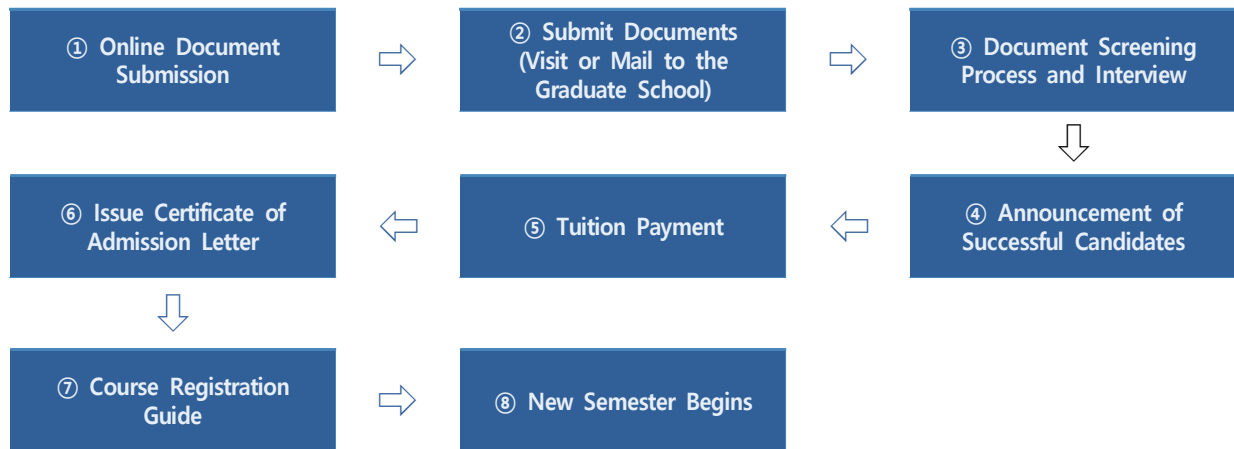 ① Online Document
Submission
② Submit Documents
(Visit or Mail to the
Graduate School)
③ Document Screening
Process and Interview
④ Announcement of
Successful Candidates
⑤ Tuition Payment
⑥ Issue Certificate of
Admission Letter
⑦ Course Registration
Guide
⑧ New Semester Begins